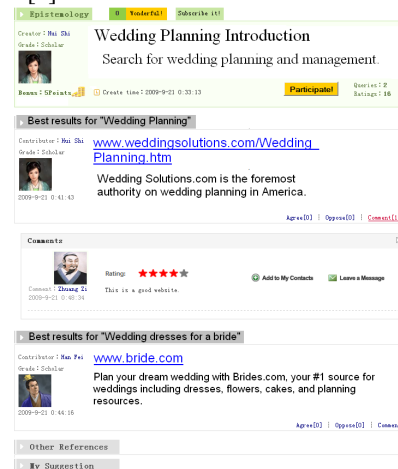 Epistemology 0 Wonderful! Subscribe it!
Creator: Hui Shi
Grade: Scholar
Wedding Planning Introduction
Search for wedding planning and management.
Bonus: 5Points
Create time: 2009-9-21 0:33:13
Participate!
Queries: 2
Ratings: 16
Best results for "Wedding Planning"
Contributor: Hui Shi
Grade: Scholar
2009-9-21 0:41:43
www.weddingsolutions.com/Wedding_
Planning.htm
Wedding Solutions.com is the foremost
authority on wedding planning in America.
Agree[0] | Oppose[0] | Comment[1
Comments
Comment: Zhuang Zi
2009-9-21 0:48:34
Rating:
This is a good website.
Add to My Contacts Leave a Message
Best results for "Wedding dresses for a bride"
Contributor: Han Fei
Grade: Scholar
2009-9-21 0:44:16
www.bride.com
Plan your dream wedding with Brides.com, your #1 source for
weddings including dresses, flowers, cakes, and planning
resources.
Agree[0] | Oppose[0] | Commen
Other References
My Suggestion